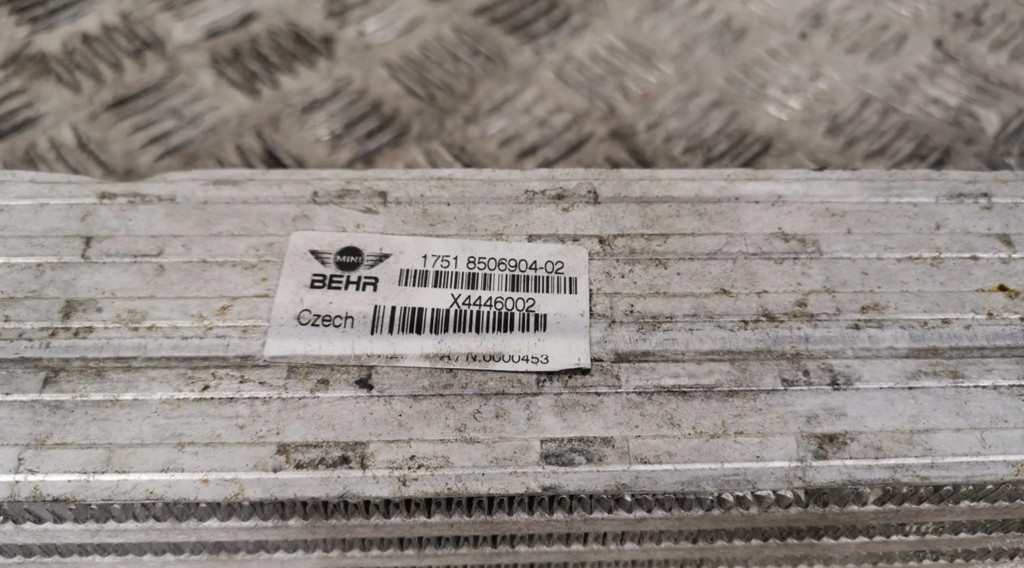 MINI
BEHR
1751 8506904-02
X4446002
Czech
N:0000453